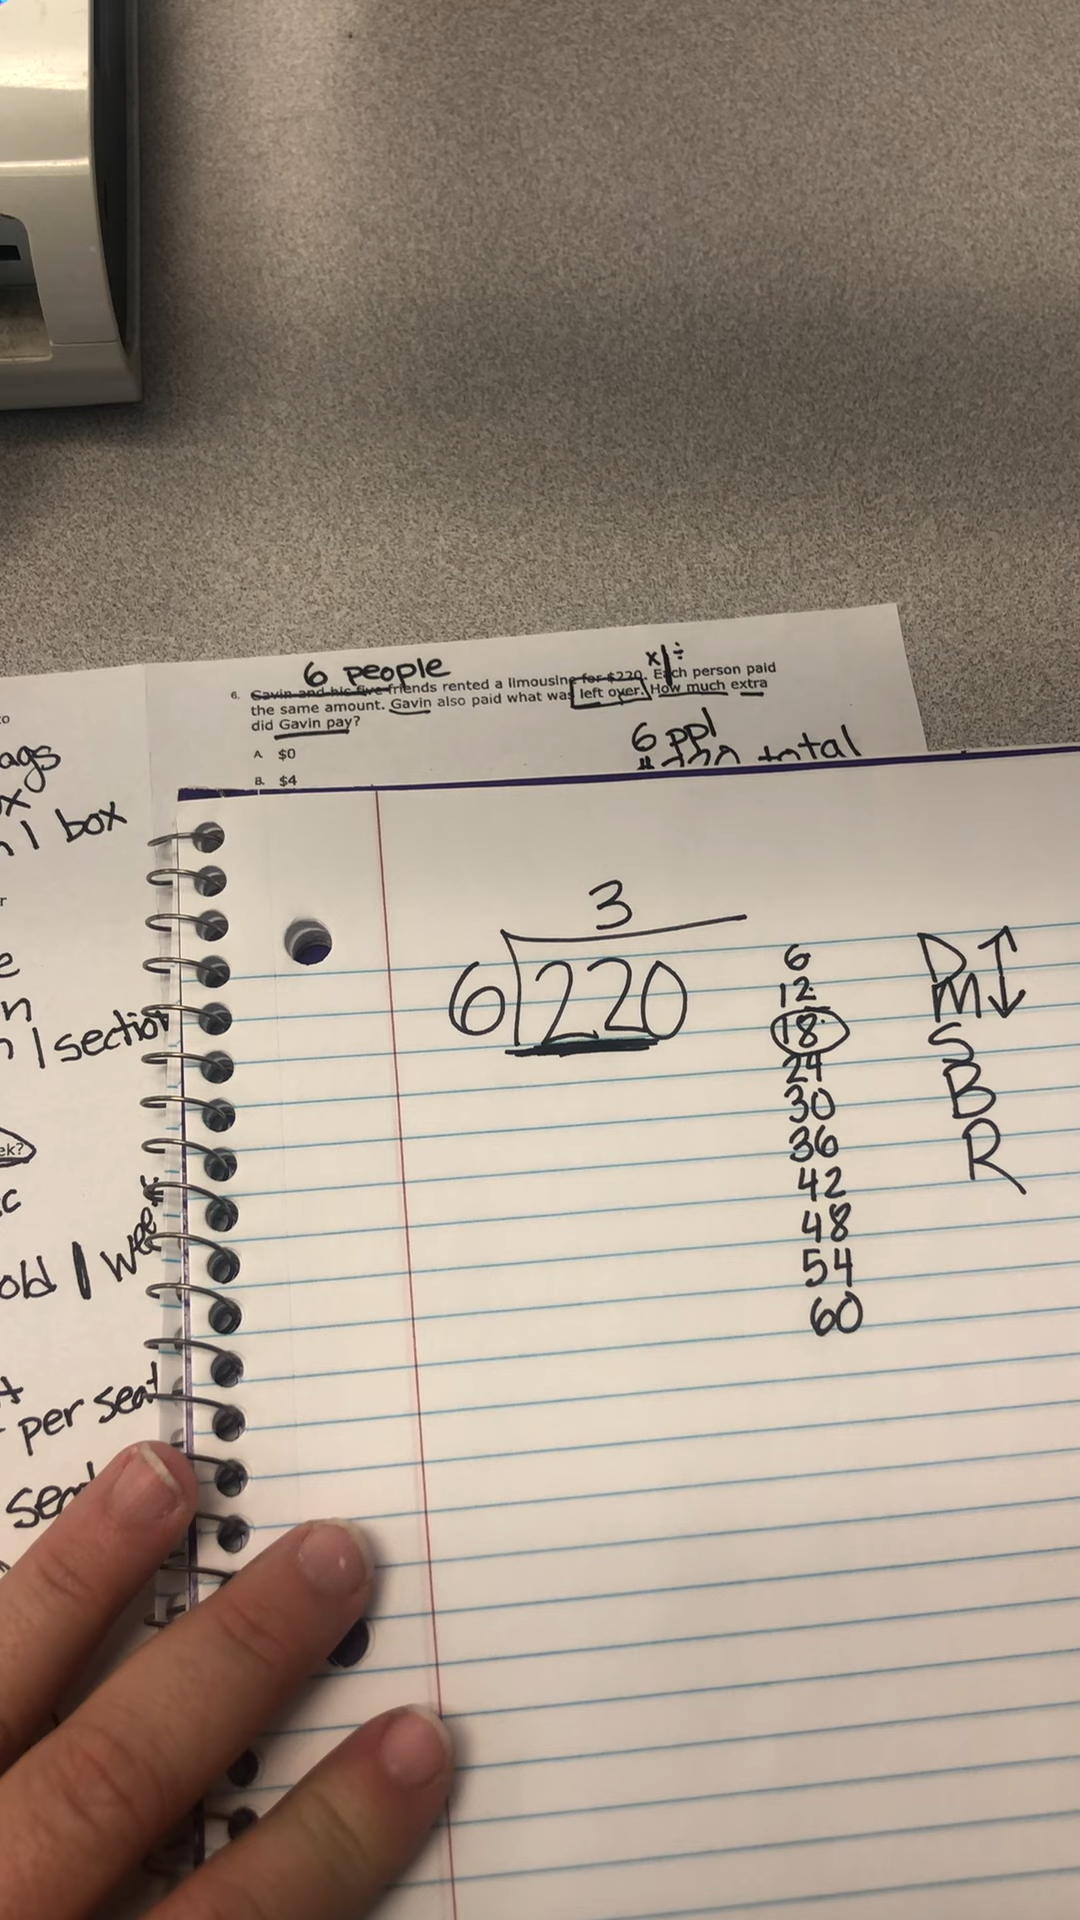 6 people
x | ÷
6. Gavin and his five friends rented a limousine for $220. Each person paid
the same amount. Gavin also paid what was left over. How much extra
did Gavin pay?
A. $0
B. $4
6 ppl
total
ags
1 box
n
1 section
ek?
old 1 week
per seat
3
6 220
6
12
18
24
30
36
42
48
54
60
D
M
S
B
R